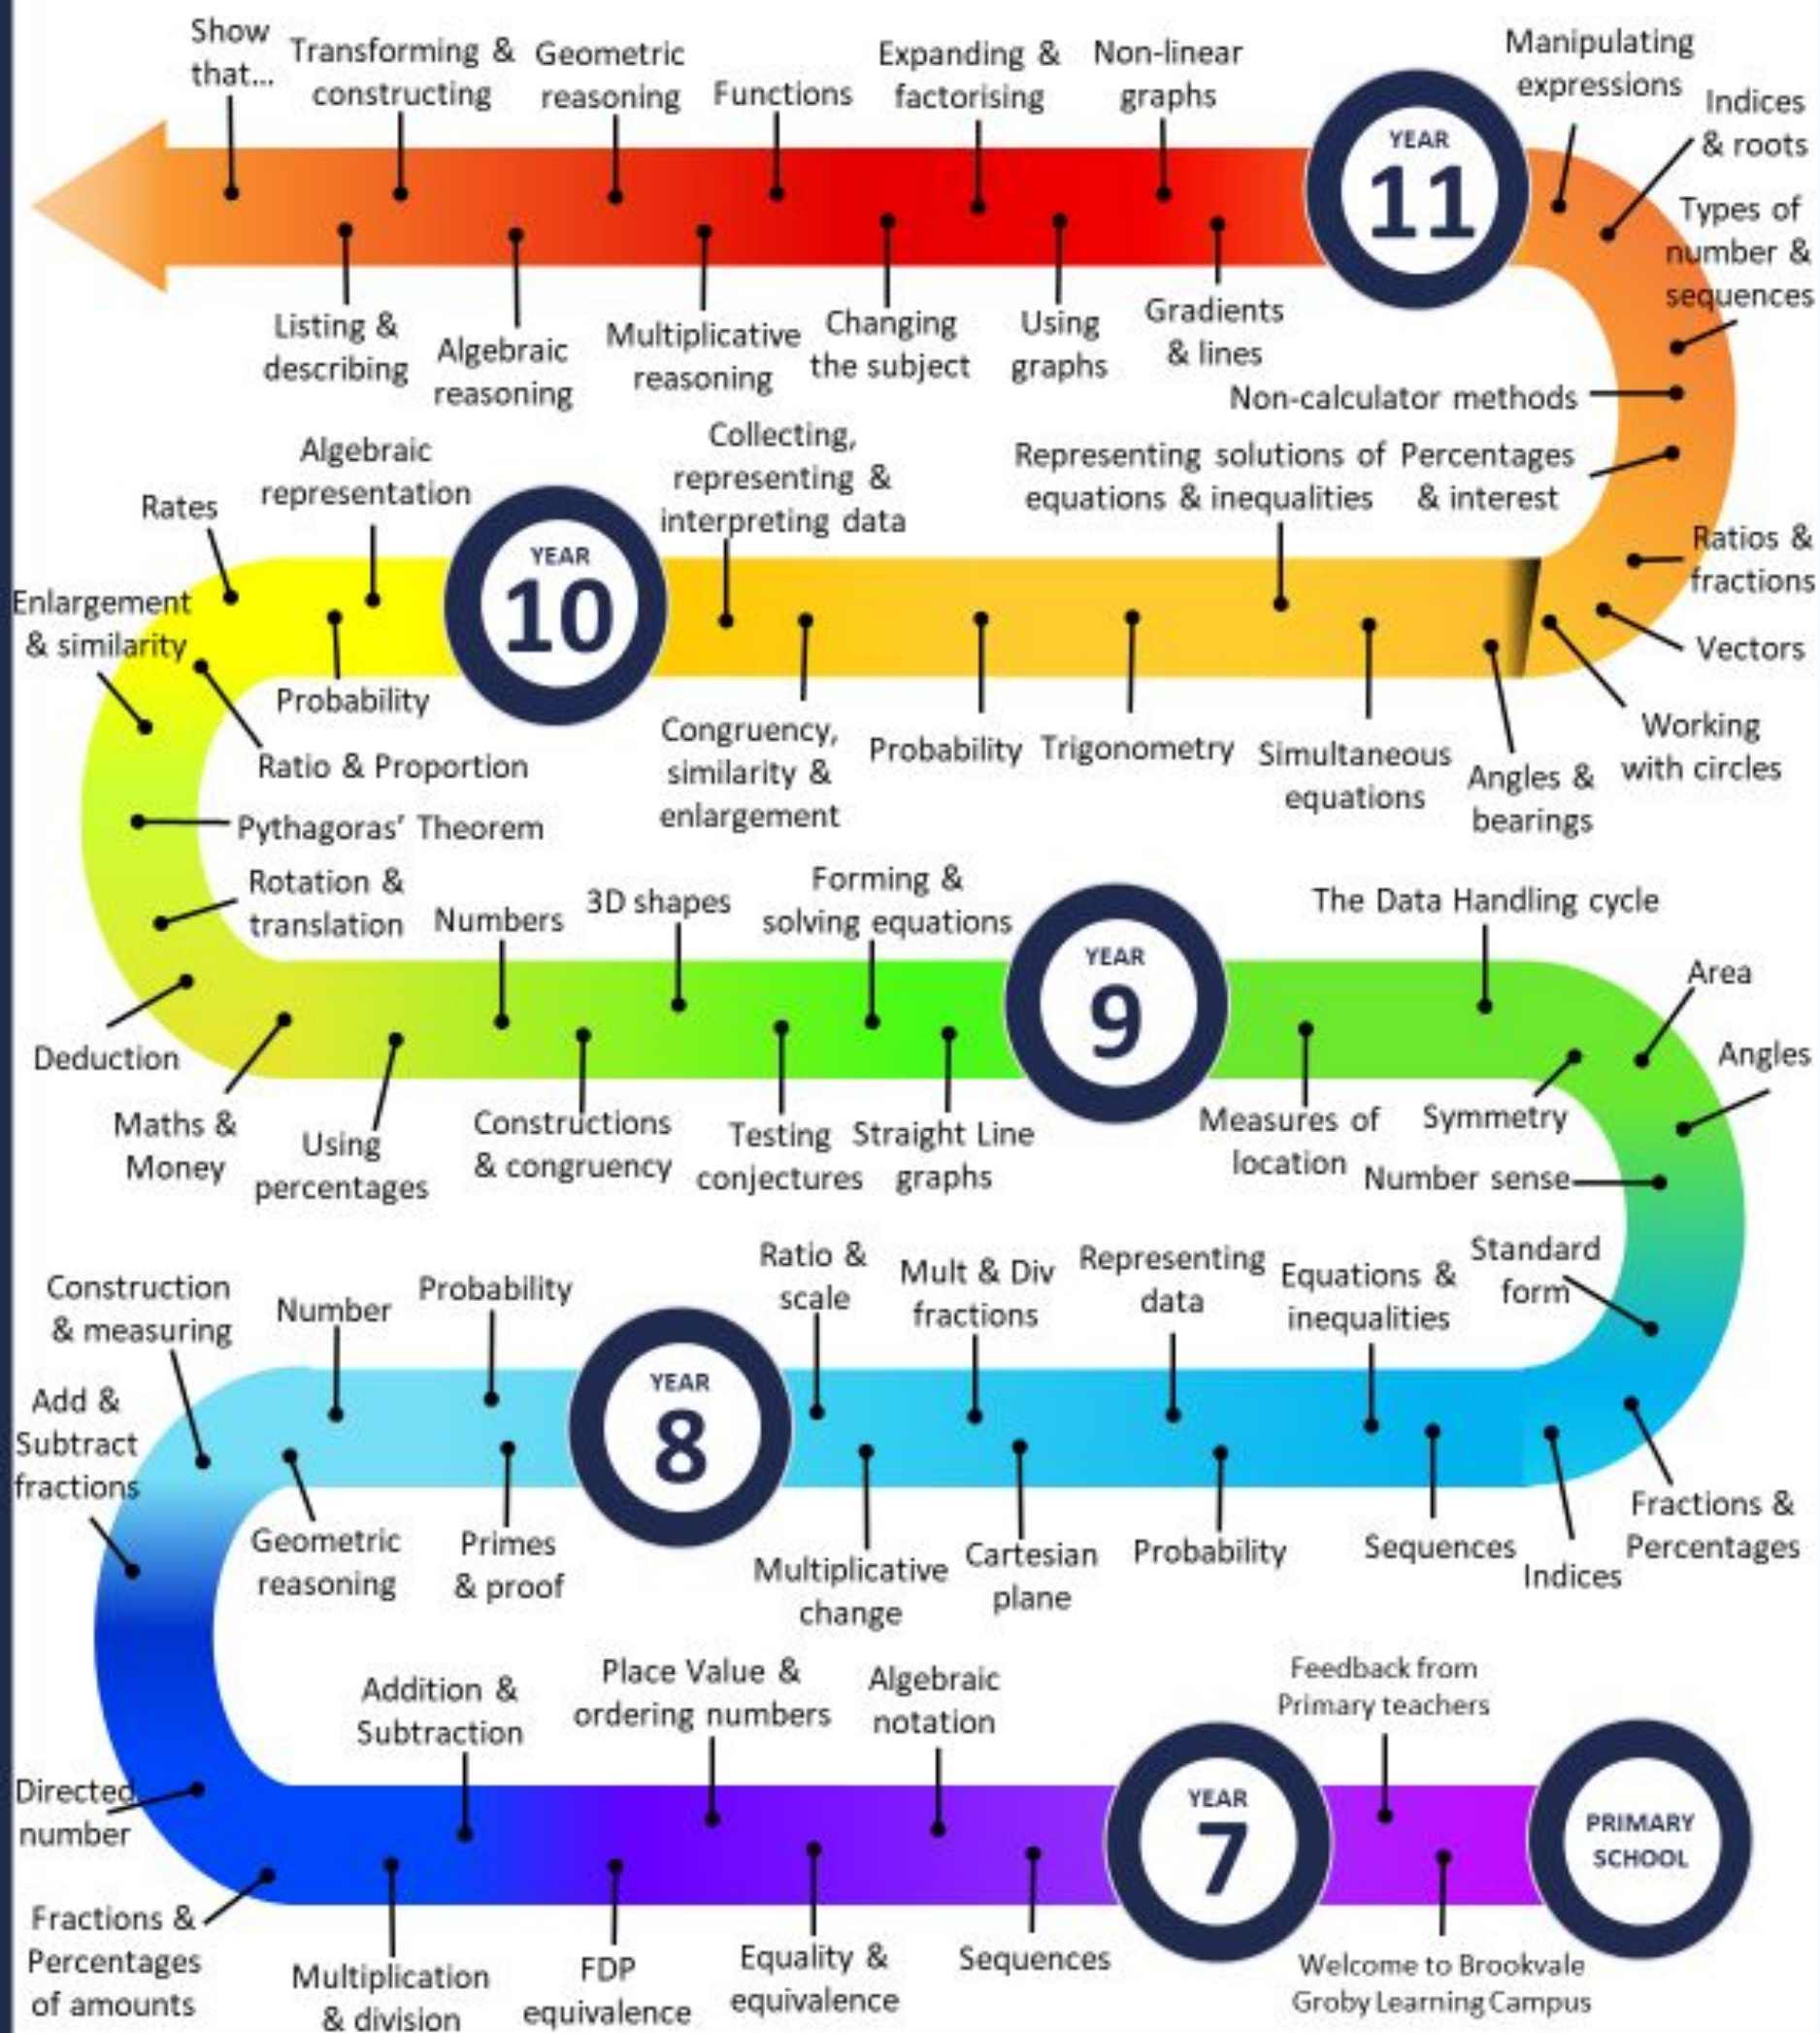 Show
that...
Transforming &
constructing
Geometric
reasoning
Functions
Expanding &
factorising
Non-linear
graphs
YEAR
11
Manipulating
expressions
Indices
& roots
Types of
number &
sequences
Listing &
describing
Algebraic
reasoning
Multiplicative
reasoning
Changing
the subject
Using
graphs
Gradients
& lines
Non-calculator methods
Percentages
& interest
Ratios &
fractions
Vectors
Working
with circles
Rates
Algebraic
representation
YEAR
10
Collecting,
representing &
interpreting data
Representing solutions of
equations & inequalities
Enlargement
& similarity
Probability
Ratio & Proportion
Congruency,
similarity &
enlargement
Probability
Trigonometry
Simultaneous
equations
Angles &
bearings
Pythagoras' Theorem
Rotation &
translation
Numbers
3D shapes
Forming &
solving equations
YEAR
9
The Data Handling cycle
Area
Angles
Deduction
Maths &
Money
Using
percentages
Constructions
& congruency
Testing
conjectures
Straight Line
graphs
Measures of
location
Symmetry
Number sense
Construction
& measuring
Number
Probability
YEAR
8
Ratio &
scale
Mult & Div
fractions
Representing
data
Equations &
inequalities
Standard
form
Add &
Subtract
fractions
Geometric
reasoning
Primes
& proof
Multiplicative
change
Cartesian
plane
Probability
Sequences
Indices
Fractions &
Percentages
Addition &
Subtraction
Place Value &
ordering numbers
Algebraic
notation
YEAR
7
Feedback from
Primary teachers
PRIMARY
SCHOOL
Directed
number
Fractions &
Percentages
of amounts
Multiplication
& division
FDP
equivalence
Equality &
equivalence
Sequences
Welcome to Brookvale
Groby Learning Campus